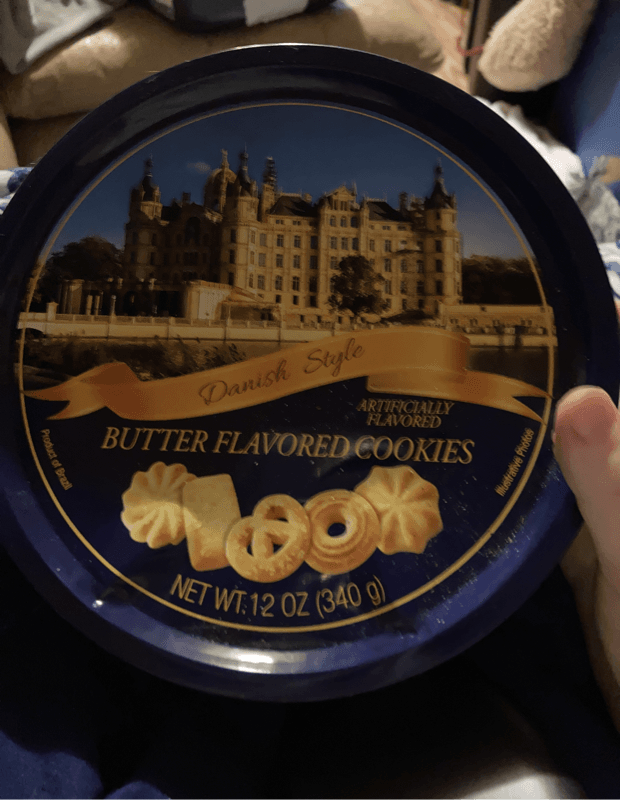 Danish Style
ARTIFICIALLY
FLAVORED
BUTTER FLAVORED COOKIES
Product of Brazil
Illustrative Photos
NET WT. 12 OZ (340 g)